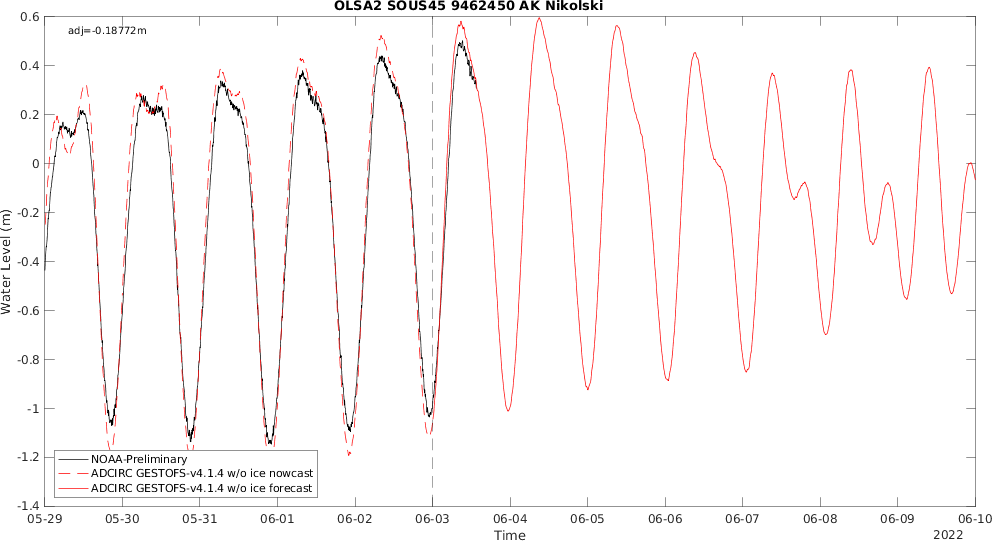 OLSA2 SOUS45 9462450 AK Nikolski
adj=-0.18772m
0.6
0.4
0.2
0
-0.2
-0.4
-0.6
-0.8
-1
-1.2
-1.4
Water Level (m)
NOAA-Preliminary
ADCIRC GESTOFS-v4.1.4 w/o ice nowcast
ADCIRC GESTOFS-v4.1.4 w/o ice forecast
05-29 05-30 05-31 06-01 06-02 06-03 06-04 06-05 06-06 06-07 06-08 06-09 06-10
Time
2022